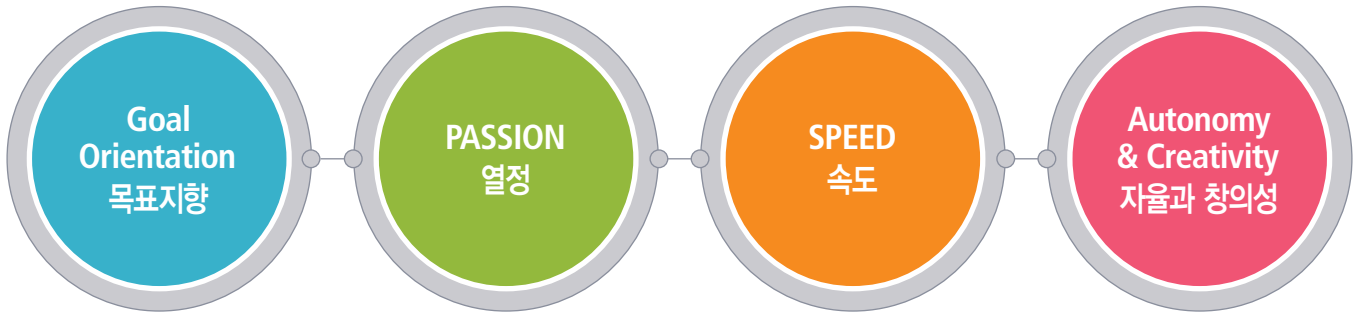 Goal
Orientation
목표지향
PASSION
열정
SPEED
속도
Autonomy
& Creativity
자율과 창의성